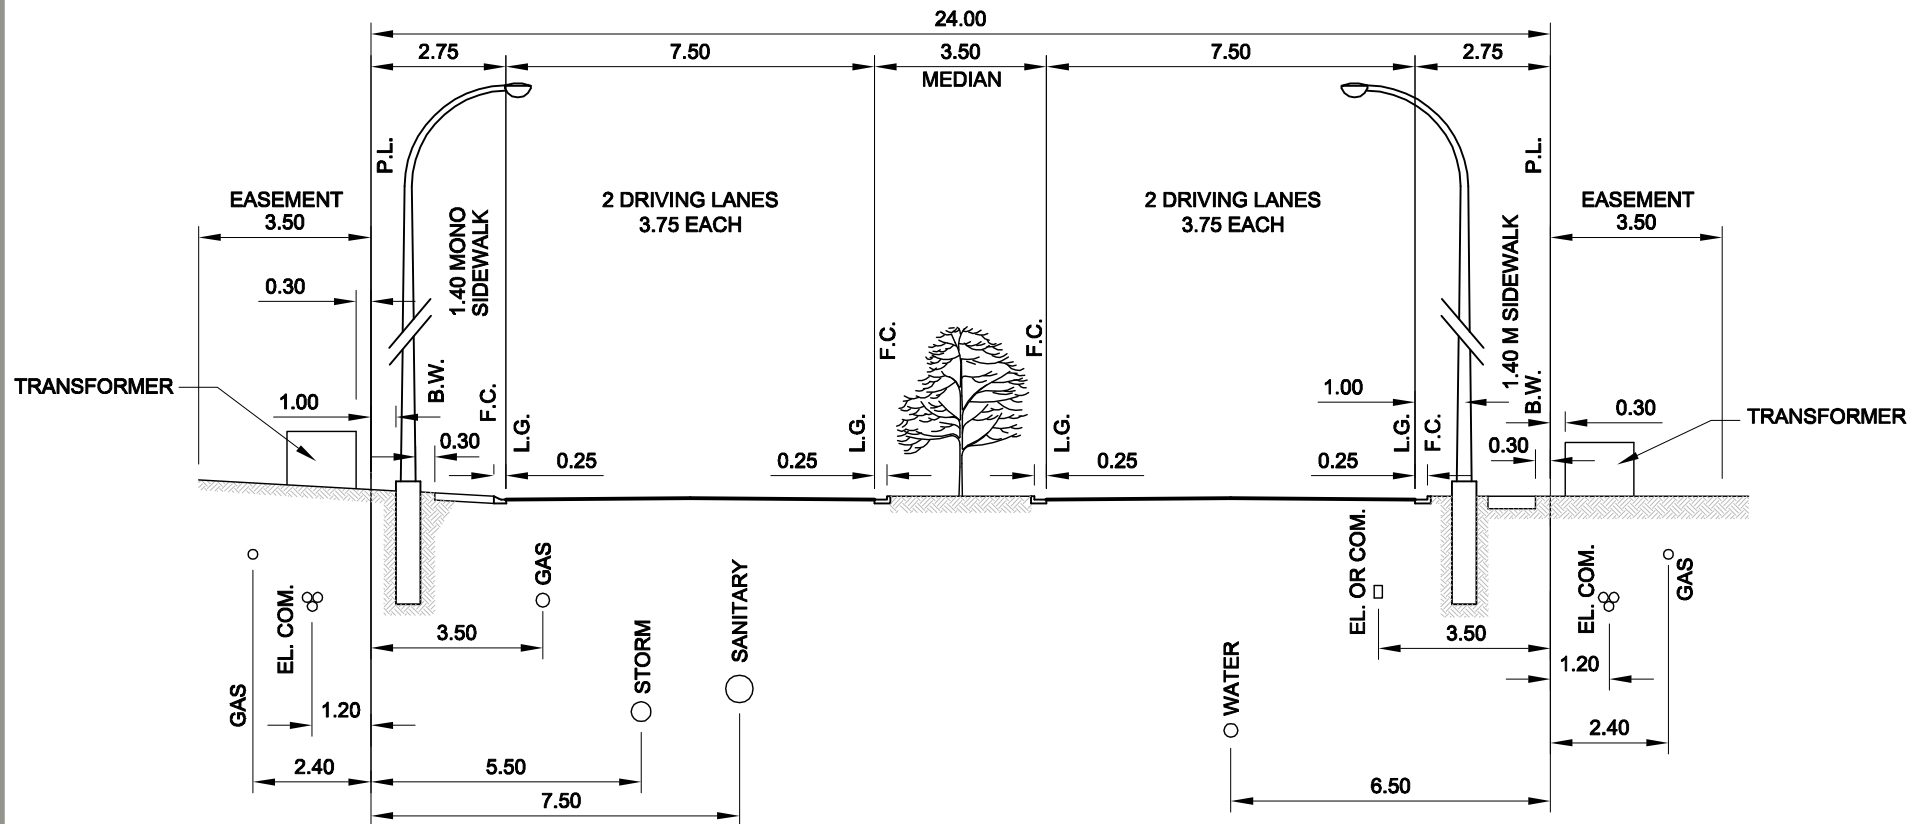 24.00
2.75
7.50
3.50
7.50
2.75
MEDIAN
P.L.
P.L.
EASEMENT
3.50
2 DRIVING LANES
3.75 EACH
2 DRIVING LANES
3.75 EACH
EASEMENT
3.50
1.40 MONO
SIDEWALK
1.40 M SIDEWALK
0.30
F.C.
F.C.
TRANSFORMER
B.W.
F.C.
1.00
1.00
B.W.
0.30
TRANSFORMER
L.G.
L.G.
L.G.
L.G.
F.C.
0.30
0.25
0.25
0.25
0.25
0.30
GAS
EL. COM.
GAS
STORM
SANITARY
WATER
EL. OR COM.
EL. COM.
GAS
3.50
3.50
1.20
1.20
2.40
2.40
5.50
7.50
6.50